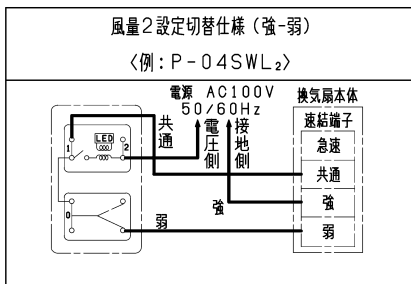 風量2設定切替仕様（強-弱）
〈例：P-04SWL₂〉
電源 AC100V
50/60Hz
換気扇本体
速結端子
急速
共通
強
弱
共通
電圧側
接地側
LED
1
2
0
強
弱